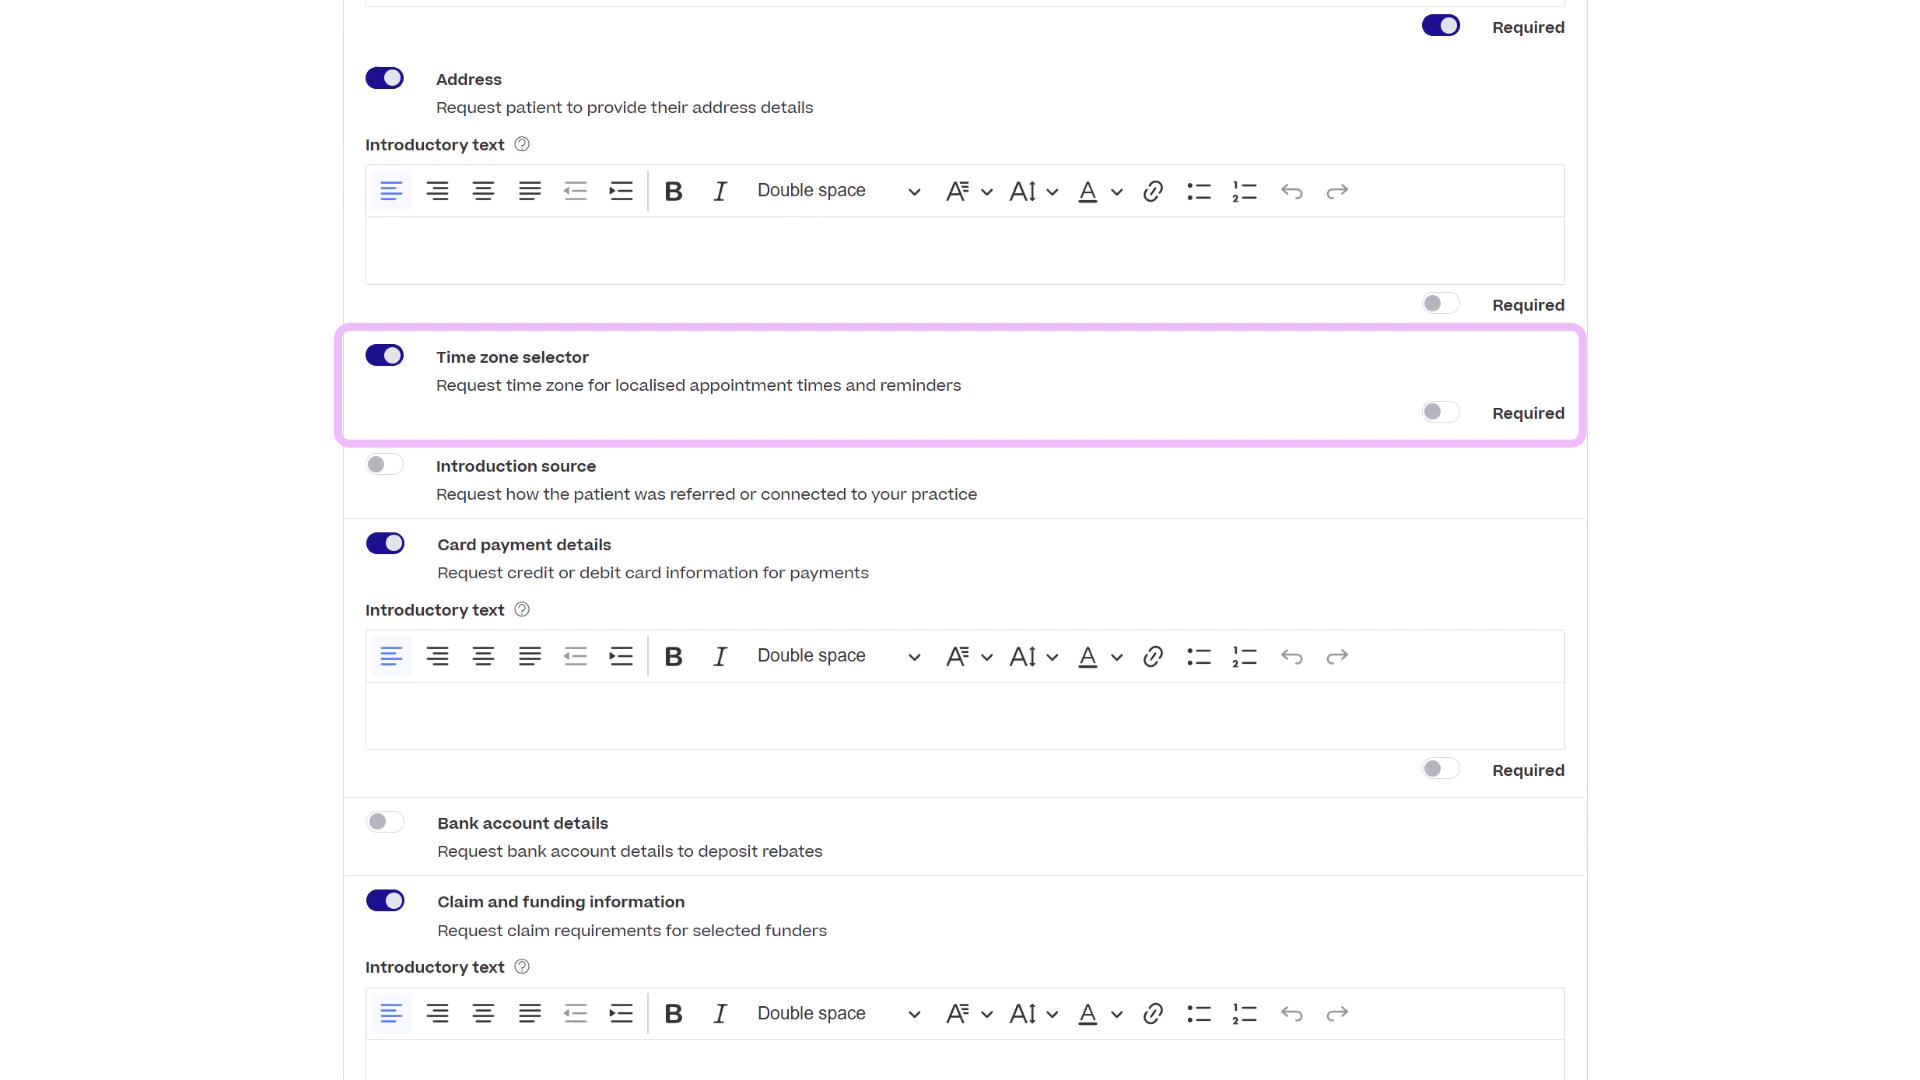 Required
Address
Request patient to provide their address details
Introductory text
B I Double space
Required
Time zone selector
Request time zone for localised appointment times and reminders
Required
Introduction source
Request how the patient was referred or connected to your practice
Card payment details
Request credit or debit card information for payments
Introductory text
B I Double space
Required
Bank account details
Request bank account details to deposit rebates
Claim and funding information
Request claim requirements for selected funders
Introductory text
B I Double space